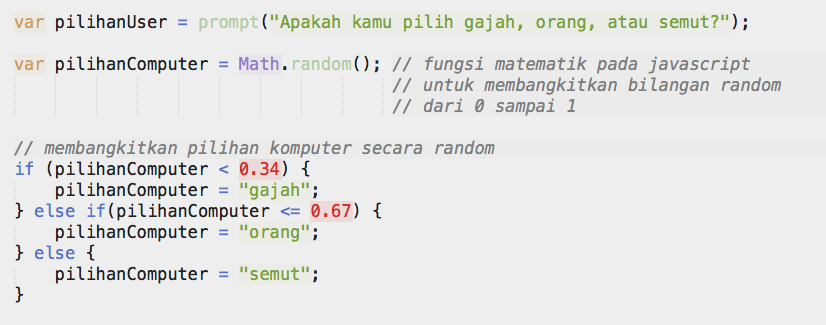 var pilihanUser = prompt("Apakah kamu pilih gajah, orang, atau semut?");
var pilihanComputer = Math.random(); // fungsi matematik pada javascript
// untuk membangkitkan bilangan random
// dari 0 sampai 1
// membangkitkan pilihan komputer secara random
if (pilihanComputer < 0.34) {
    pilihanComputer = "gajah";
} else if(pilihanComputer <= 0.67) {
    pilihanComputer = "orang";
} else {
    pilihanComputer = "semut";
}